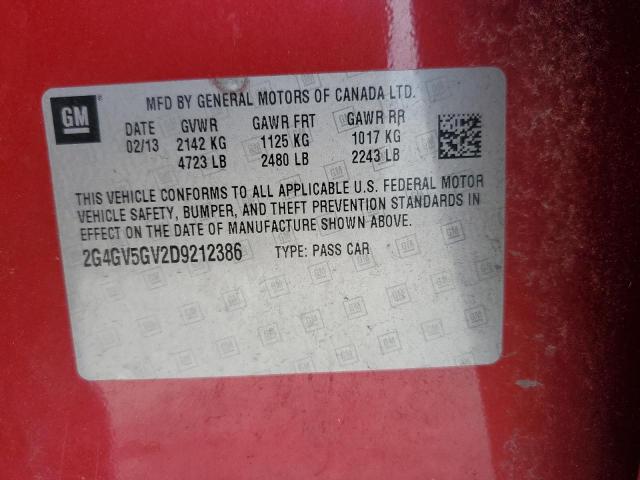 GM
MFD BY GENERAL MOTORS OF CANADA LTD.
DATE GVWR GAWR FRT GAWR RR
02/13 2142 KG 1125 KG 1017 KG
4723 LB 2480 LB 2243 LB
THIS VEHICLE CONFORMS TO ALL APPLICABLE U.S. FEDERAL MOTOR
VEHICLE SAFETY, BUMPER, AND THEFT PREVENTION STANDARDS IN
EFFECT ON THE DATE OF MANUFACTURE SHOWN ABOVE.
2G4GV5GV2D9212386 TYPE: PASS CAR